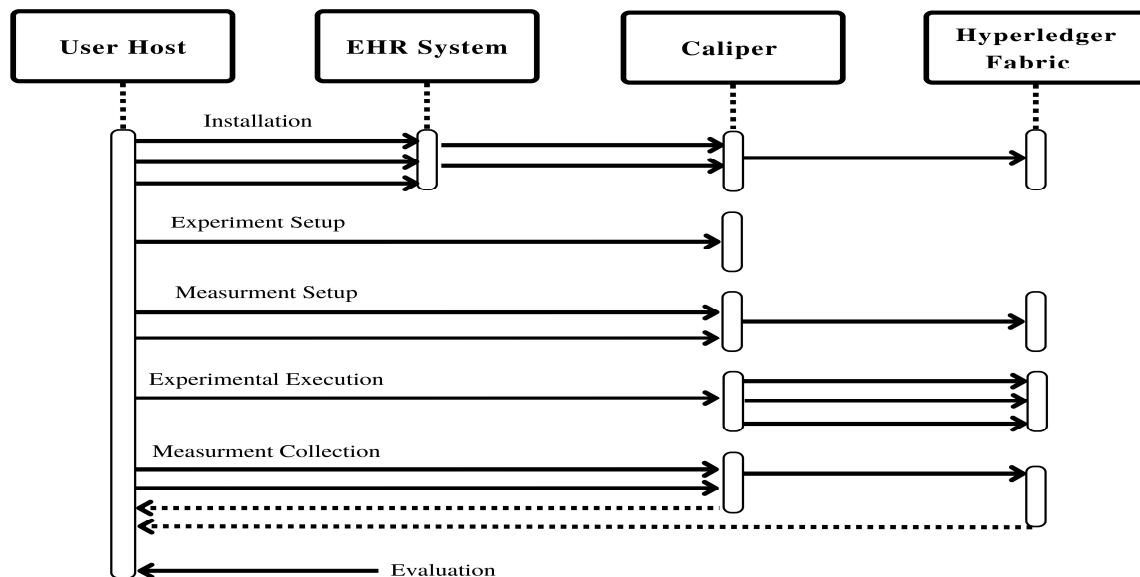 User Host
EHR System
Caliper
Hyperledger
Fabric
Installation
Experiment Setup
Measurment Setup
Experimental Execution
Measurment Collection
Evaluation